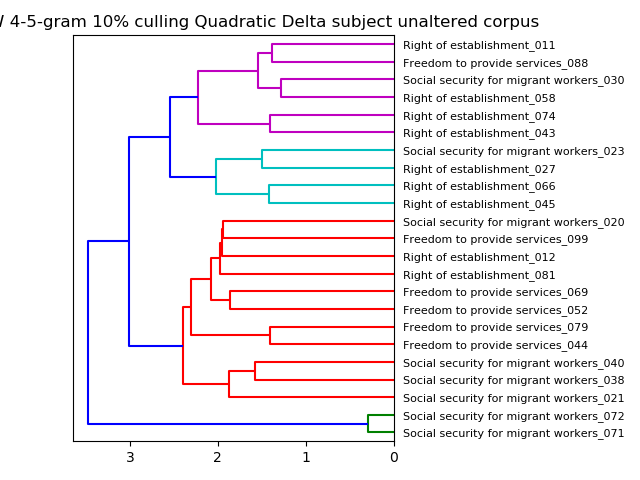 4-5-gram 10% culling Quadratic Delta subject unaltered corpus
Right of establishment_011
Freedom to provide services_088
Social security for migrant workers_030
Right of establishment_058
Right of establishment_074
Right of establishment_043
Social security for migrant workers_023
Right of establishment_027
Right of establishment_066
Right of establishment_045
Social security for migrant workers_020
Freedom to provide services_099
Right of establishment_012
Right of establishment_081
Freedom to provide services_069
Freedom to provide services_052
Freedom to provide services_079
Freedom to provide services_044
Social security for migrant workers_040
Social security for migrant workers_038
Social security for migrant workers_021
Social security for migrant workers_072
Social security for migrant workers_071
3 2 1 0